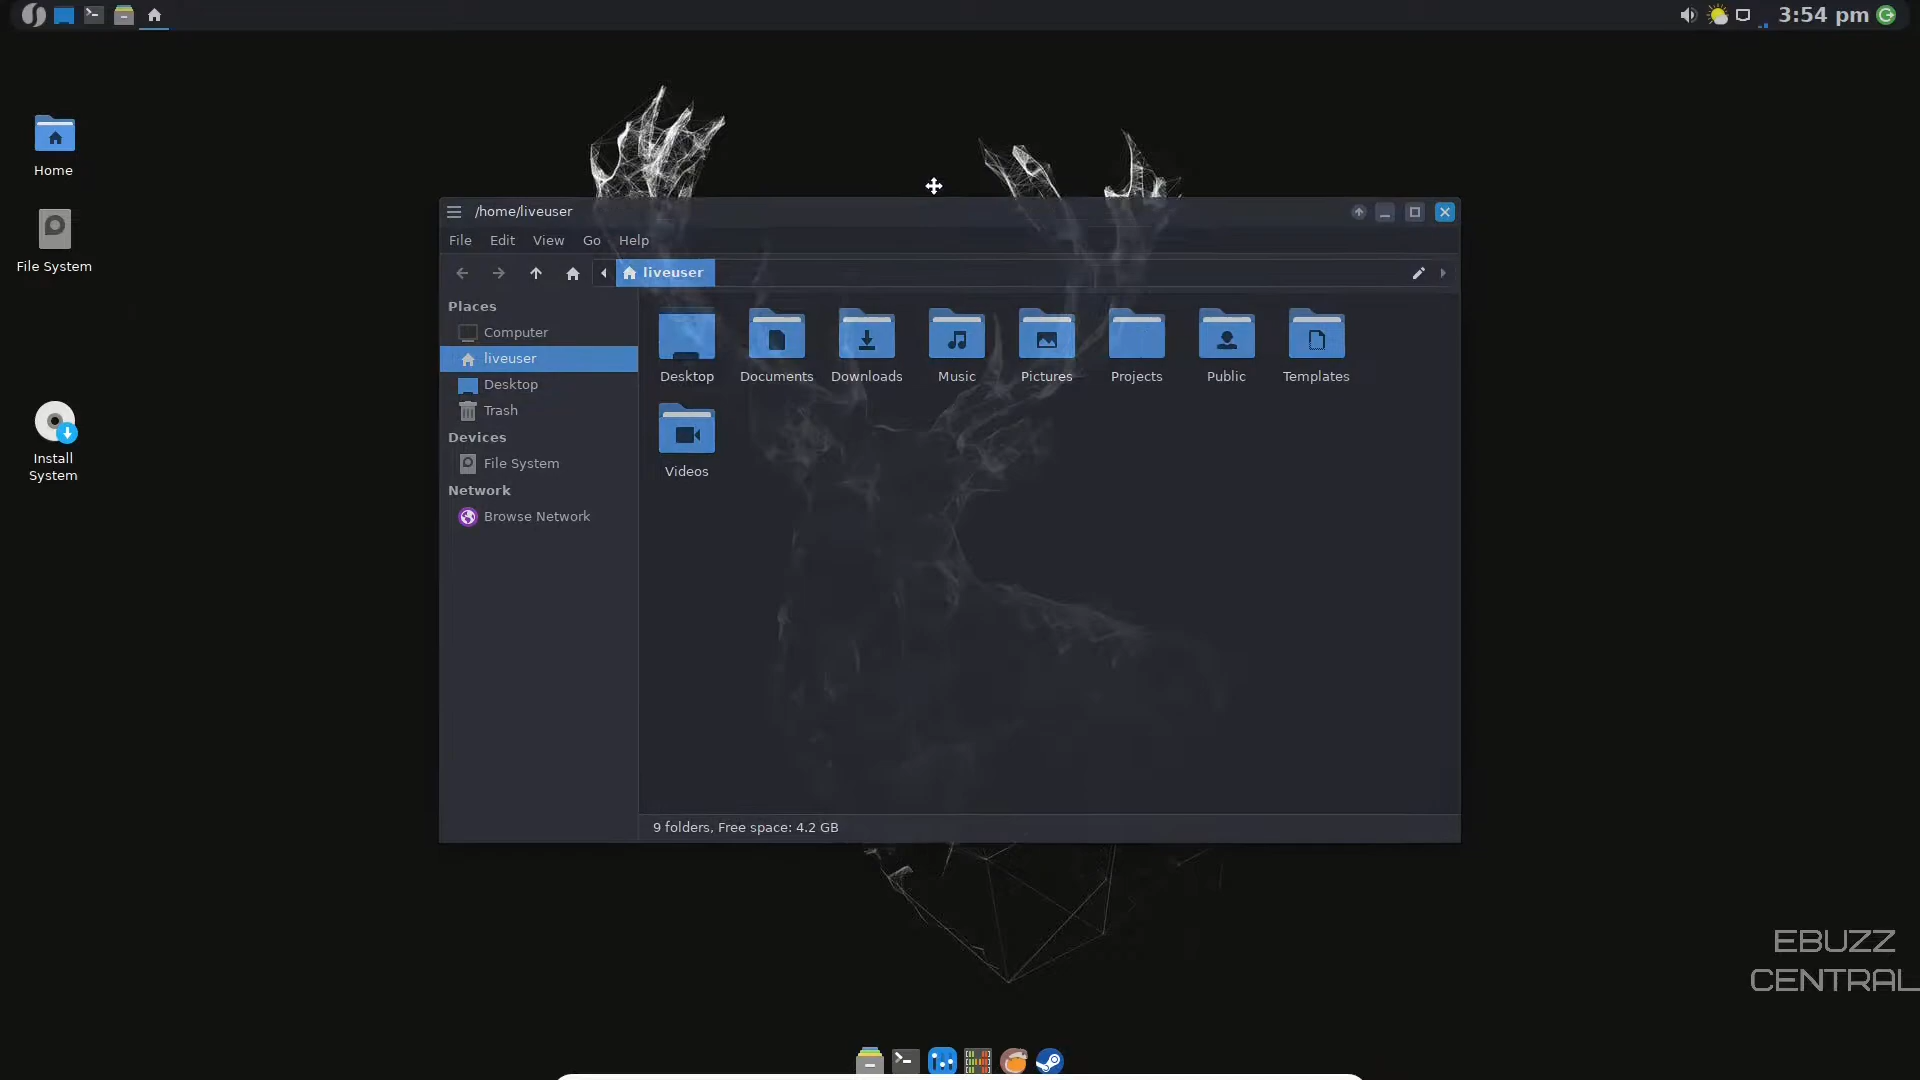 3:54 pm
Home
File System
Install
System
/home/liveuser
File Edit View Go Help
liveuser
Places
Computer
liveuser
Desktop
Trash
Devices
File System
Network
Browse Network
Desktop Documents Downloads Music Pictures Projects Public Templates
Videos
9 folders, Free space: 4.2 GB
EBUZZ
CENTRAL